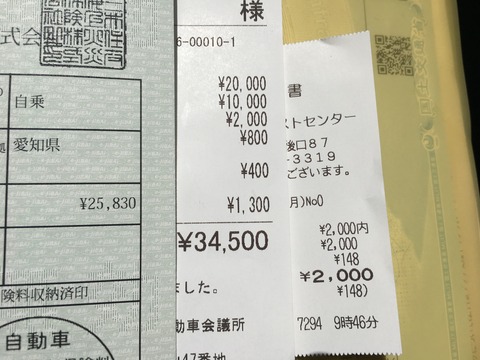 式会
自乗
愛知県
¥25,830
険料収納済印
自動車
様
6-00010-1
¥20,000
¥10,000
¥2,000
¥800
¥400
¥1,300
¥34,500
ました。
動車会議所
47番地
書
ストセンター
後口87
-3319
ございます。
月)No0
¥2,000内
¥2,000
¥148
¥2,000
¥148)
7294 9時46分